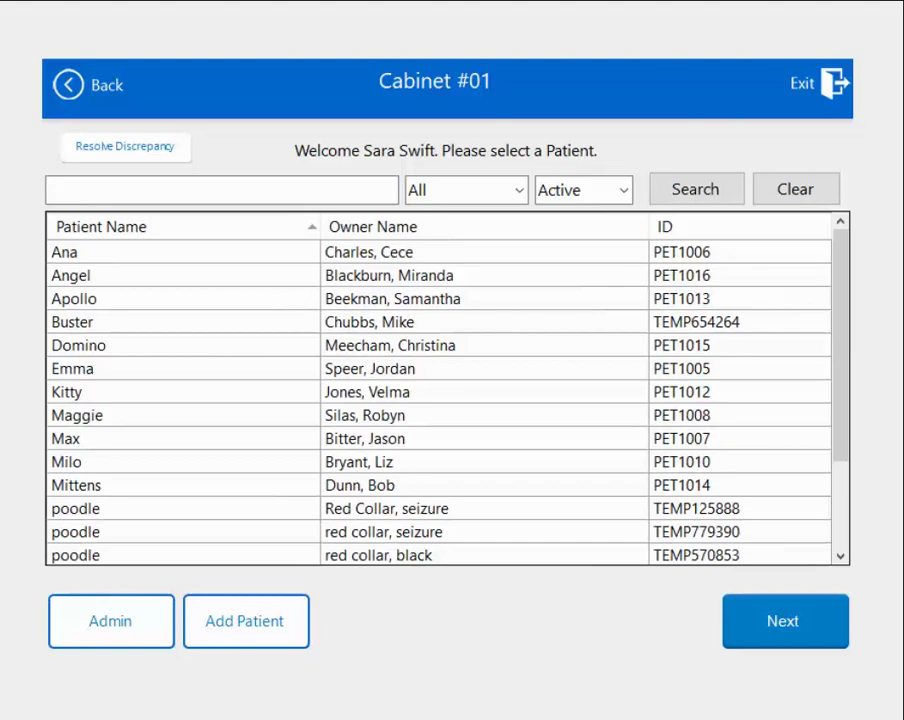 Back Cabinet #01 Exit
Resolve Discrepancy Welcome Sara Swift. Please select a Patient.
All Active Search Clear
Patient Name Owner Name ID
Ana Charles, Cece PET1006
Angel Blackburn, Miranda PET1016
Apollo Beekman, Samantha PET1013
Buster Chubbs, Mike TEMP654264
Domino Meecham, Christina PET1015
Emma Speer, Jordan PET1005
Kitty Jones, Velma PET1012
Maggie Silas, Robyn PET1008
Max Bitter, Jason PET1007
Milo Bryant, Liz PET1010
Mittens Dunn, Bob PET1014
poodle Red Collar, seizure TEMP125888
poodle red collar, seizure TEMP779390
poodle red collar, black TEMP570853
Admin Add Patient Next